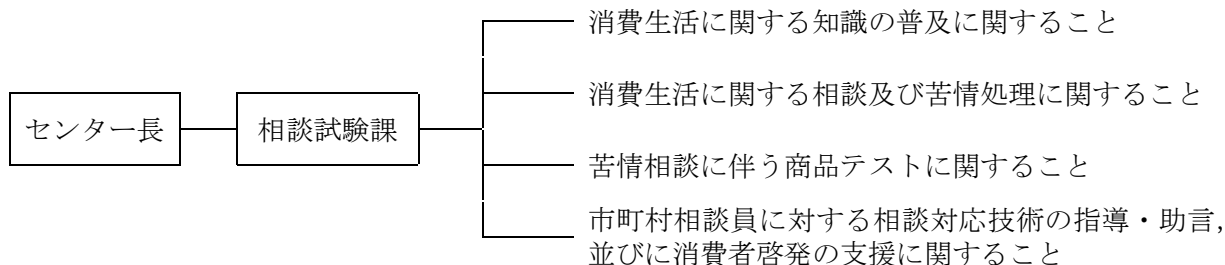 消費生活に関する知識の普及に関すること
消費生活に関する相談及び苦情処理に関すること
センター長
相談試験課
苦情相談に伴う商品テストに関すること
市町村相談員に対する相談対応技術の指導・助言,
並びに消費者啓発の支援に関すること